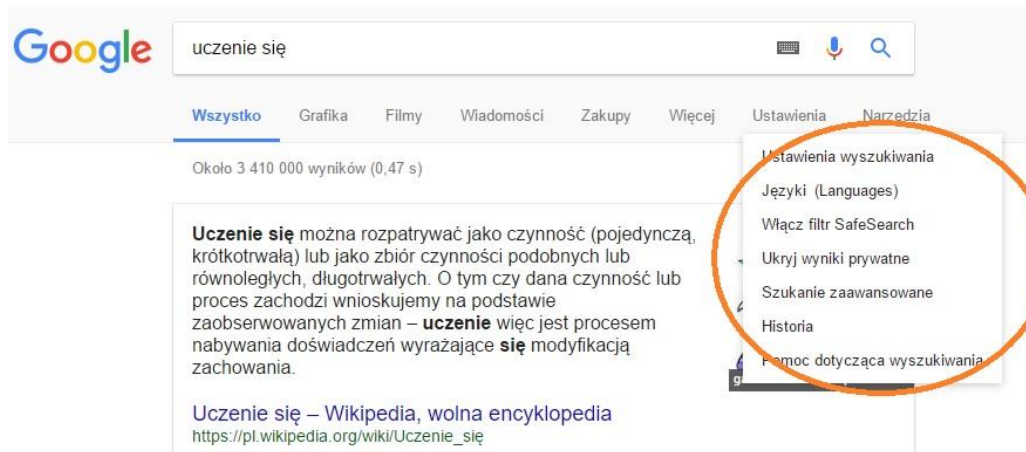 Google
uczenie się
Wszystko Grafika Filmy Wiadomości Zakupy Więcej Ustawienia Narzędzia
Około 3 410 000 wyników (0,47 s)
Ustawienia wyszukiwania
Języki (Languages)
Włącz filtr SafeSearch
Ukryj wyniki prywatne
Szukanie zaawansowane
Historia
Pomoc dotycząca wyszukiwania
Uczenie się można rozpatrywać jako czynność (pojedynczą,
krótkotrwałą) lub jako zbiór czynności podobnych lub
równoległych, długotrwałych. O tym czy dana czynność lub
proces zachodzi wnioskujemy na podstawie
zaobserwowanych zmian – uczenie więc jest procesem
nabywania doświadczeń wyrażające się modyfikacją
zachowania.
Uczenie się – Wikipedia, wolna encyklopedia
https://pl.wikipedia.org/wiki/Uczenie_się